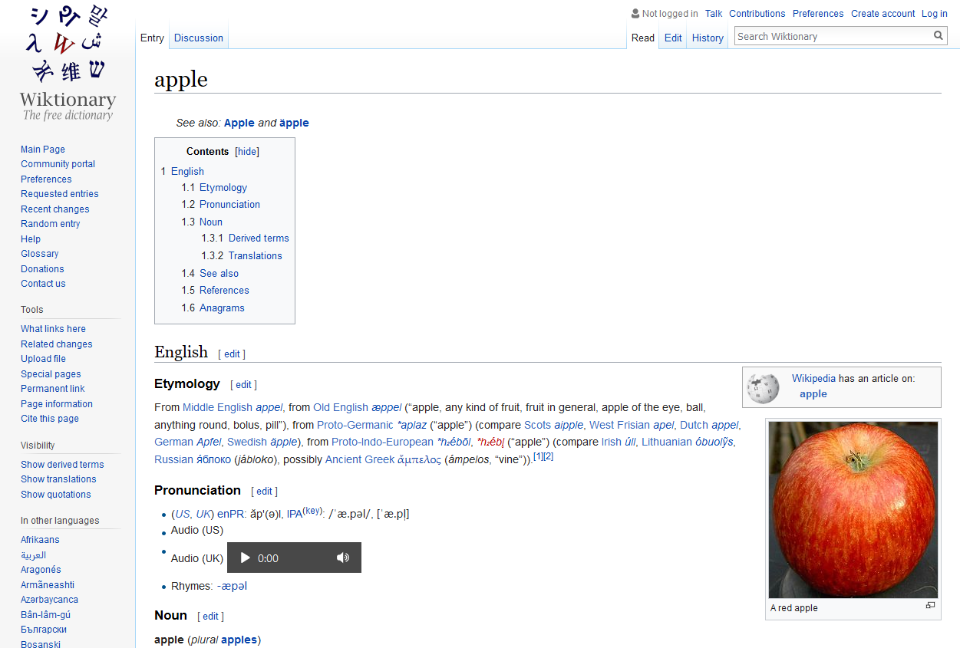 シ Р 말
λ W ش
维 ש
Wiktionary
The free dictionary
Not logged in Talk Contributions Preferences Create account Log in
Entry Discussion
Read Edit History Search Wiktionary
apple
See also: Apple and äpple
Contents [hide]
1 English
1.1 Etymology
1.2 Pronunciation
1.3 Noun
1.3.1 Derived terms
1.3.2 Translations
1.4 See also
1.5 References
1.6 Anagrams
Main Page
Community portal
Preferences
Requested entries
Recent changes
Random entry
Help
Glossary
Donations
Contact us
Tools
What links here
Related changes
Upload file
Special pages
Permanent link
Page information
Cite this page
Visibility
Show derived terms
Show translations
Show quotations
In other languages
Afrikaans
العربية
Aragonés
Armãneashti
Azərbaycanca
Bân-lâm-gú
Български
Bosanski
English [ edit ]
Etymology [ edit ]
From Middle English appel, from Old English æppel (“apple, any kind of fruit, fruit in general, apple of the eye, ball,
anything round, bolus, pill”), from Proto-Germanic *aplaz (“apple”) (compare Scots aipple, West Frisian apel, Dutch appel,
German Apfel, Swedish äpple), from Proto-Indo-European *h₂ébōl, *h₂ébl̥ (“apple”) (compare Irish úll, Lithuanian óbuolỹs,
Russian я́блоко (jábloko), possibly Ancient Greek ἄμπελος (ámpelos, “vine”)).[1][2]
Pronunciation [ edit ]
• (US, UK) enPR: ăp'(ə)l, IPA(key): /ˈæ.pəl/, [ˈæ.pl̩]
• Audio (US)
• Audio (UK) 0:00
• Rhymes: -æpəl
Noun [ edit ]
apple (plural apples)
Wikipedia has an article on:
apple
A red apple